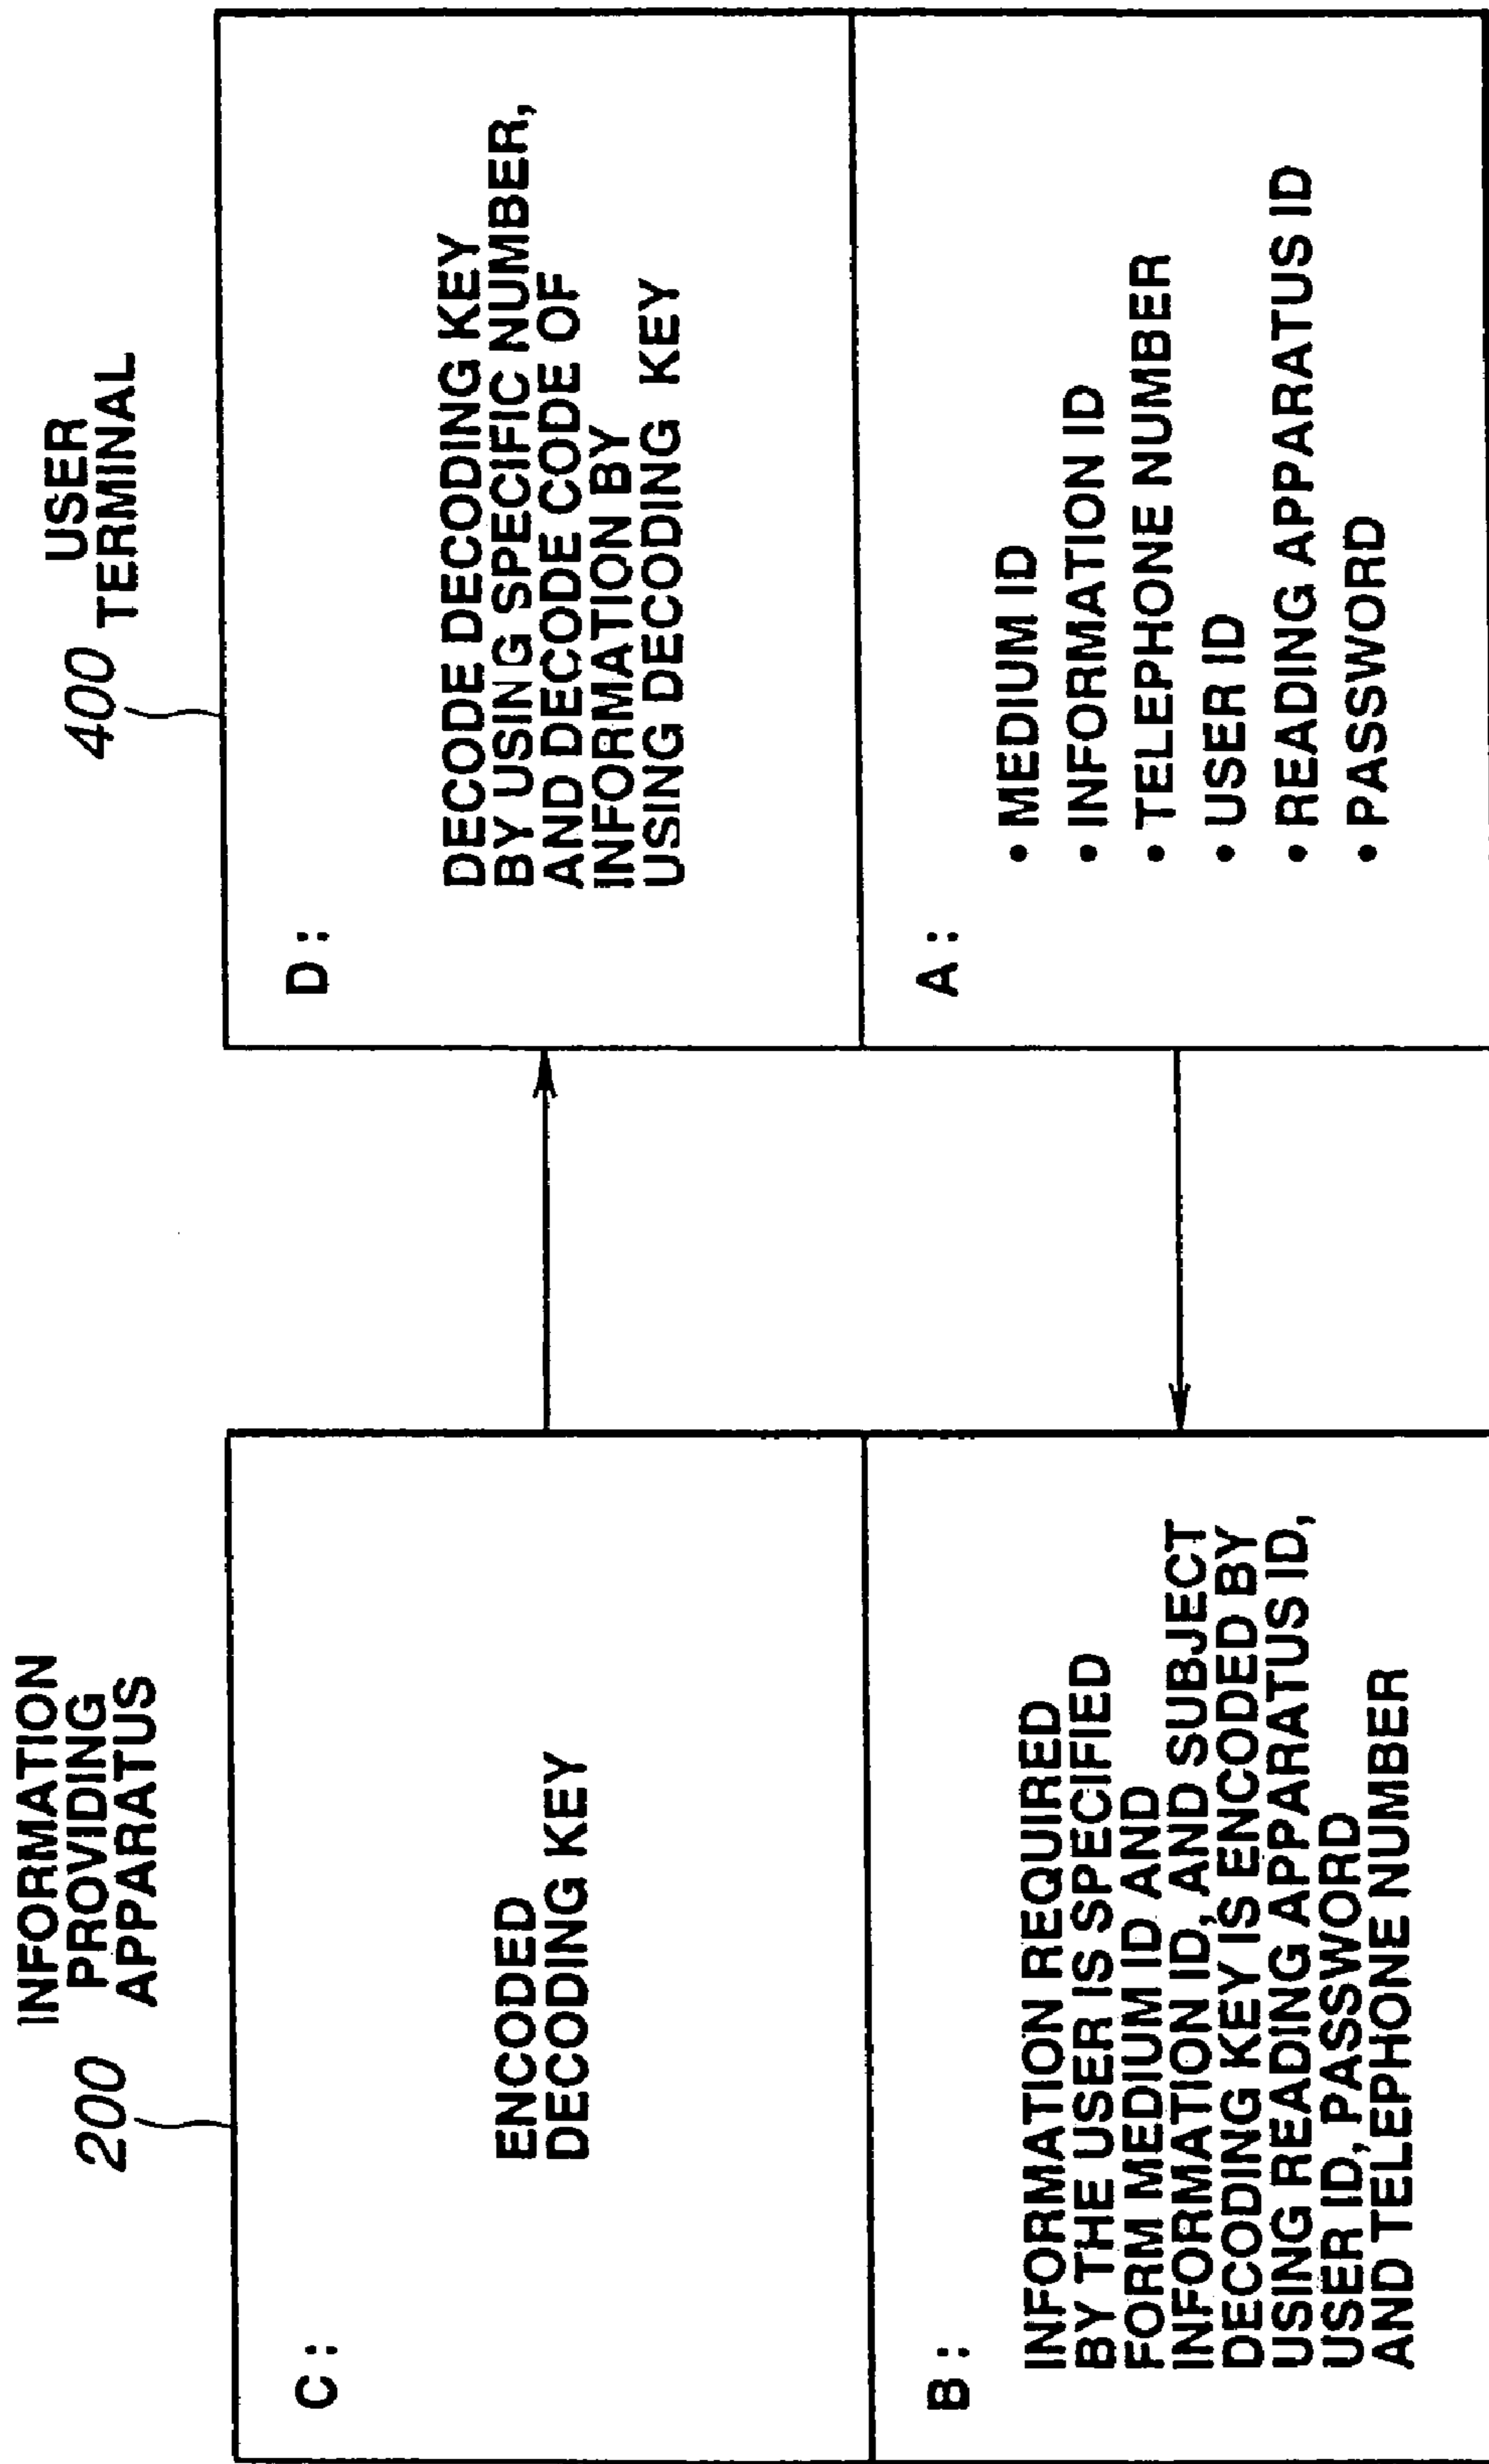 INFORMATION
PROVIDING
APPARATUS
200
C:
ENCODED
DECODING KEY
B:
INFORMATION REQUIRED
BY THE USER IS SPECIFIED
FORM MEDIUM ID AND
INFORMATION ID, AND SUBJECT
DECODING KEY IS ENCODED BY
USING READING APPARATUS ID,
USER ID, PASSWORD
AND TELEPHONE NUMBER
USER
TERMINAL
400
D:
DECODE DECODING KEY
BY USING SPECIFIC NUMBER,
AND DECODE CODE OF
INFORMATION BY
USING DECODING KEY
A:
• MEDIUM ID
• INFORMATION ID
• TELEPHONE NUMBER
• USER ID
• READING APPARATUS ID
• PASSWORD